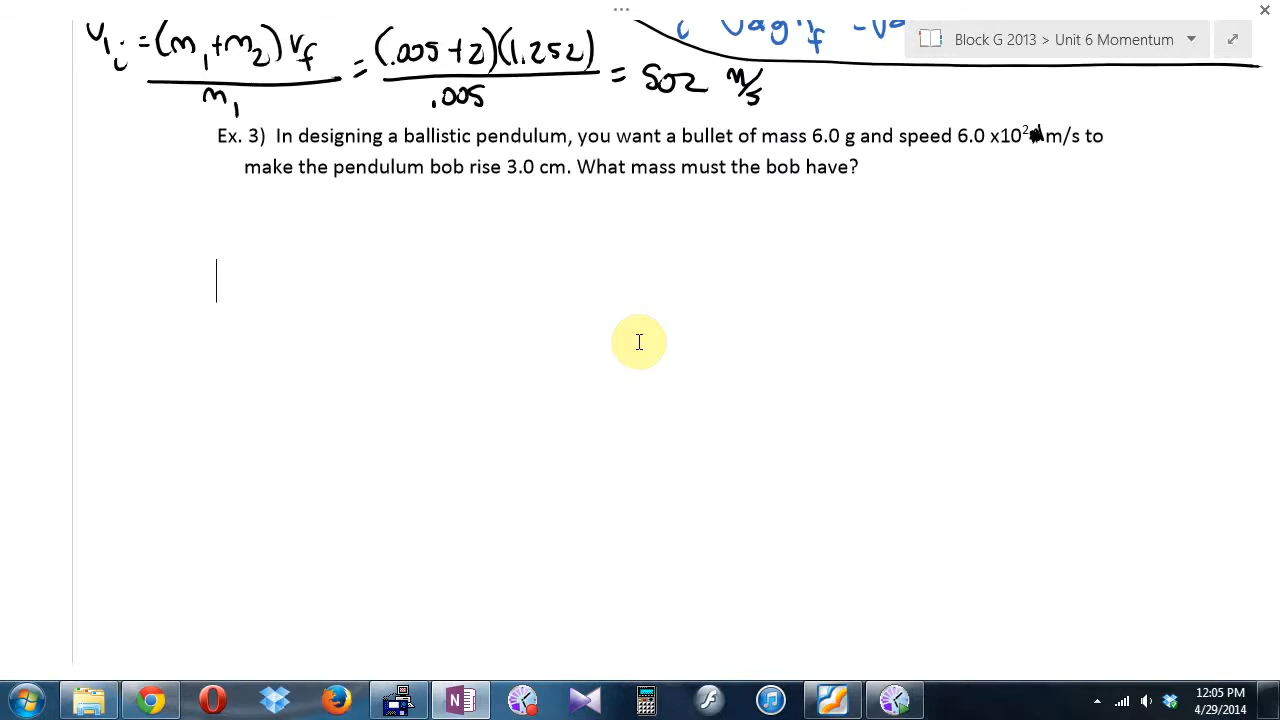 v₁ᵢ = (m₁+m₂) v_f / m₁ = (.005+2)(1.252) / .005 = 502 m/s
i √2gh_f
Block G 2013 > Unit 6 Momentum
Ex. 3) In designing a ballistic pendulum, you want a bullet of mass 6.0 g and speed 6.0 x10² m/s to
make the pendulum bob rise 3.0 cm. What mass must the bob have?
12:05 PM
4/29/2014